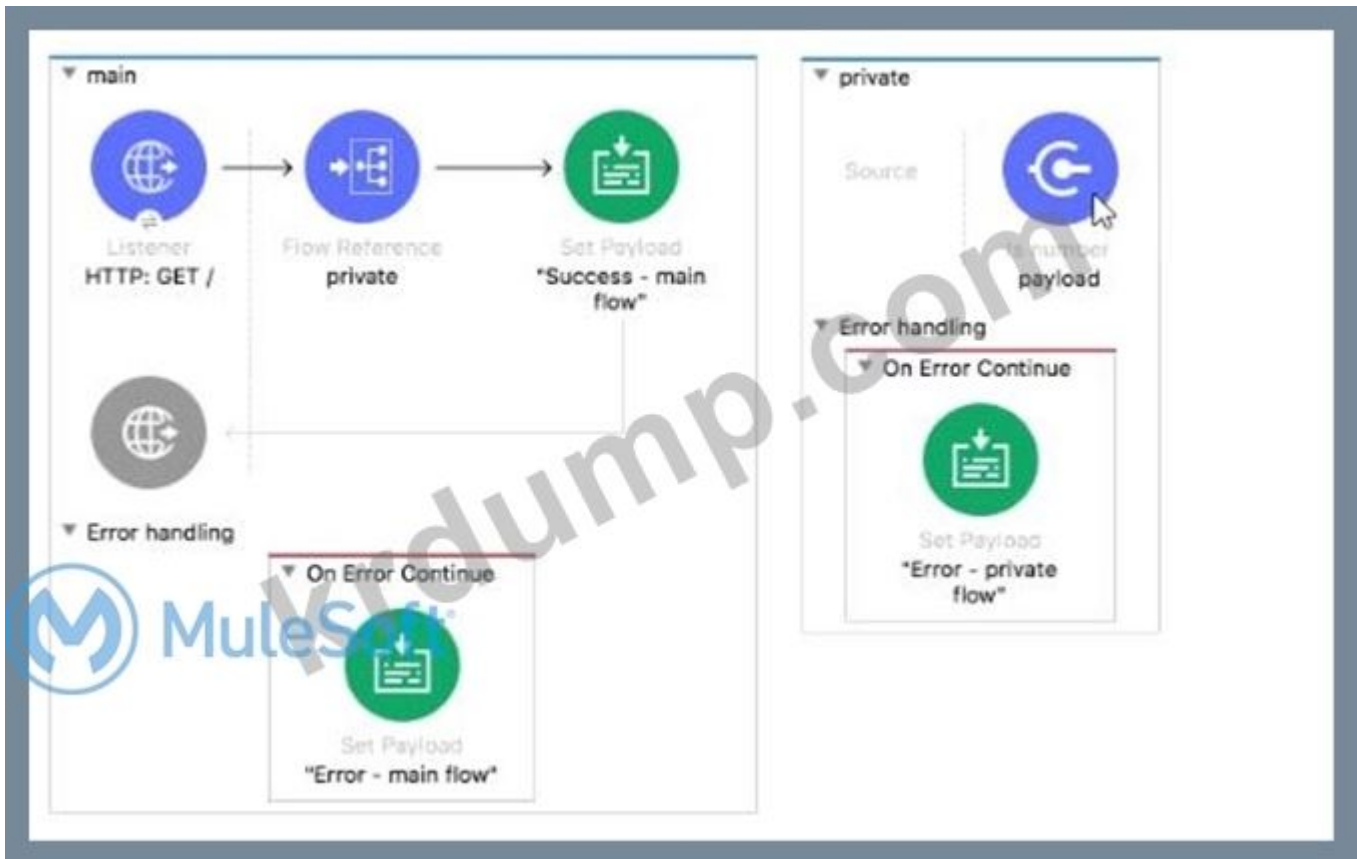 main
Listener
HTTP: GET /
Flow Reference
private
Set Payload
"Success - main
flow"
Error handling
On Error Continue
Set Payload
"Error - main flow"
private
Source
Is number
payload
Error handling
On Error Continue
Set Payload
"Error - private
flow"
MuleSoft
krdump.com